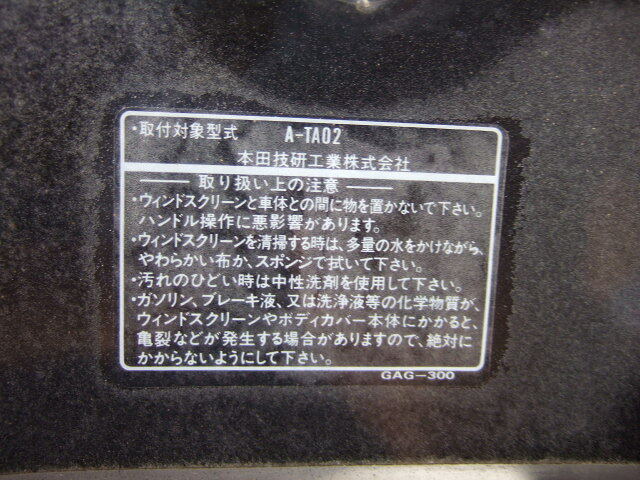 ・取付対象型式 A-TA02
本田技研工業株式会社
取り扱い上の注意
・ウィンドスクリーンと車体との間に物を置かないで下さい。
ハンドル操作に悪影響があります。
・ウィンドスクリーンを清掃する時は、多量の水をかけながら、
やわらかい布か、スポンジで拭いて下さい。
・汚れのひどい時は中性洗剤を使用して下さい。
・ガソリン、ブレーキ液、又は洗浄液等の化学物質が、
ウィンドスクリーンやボディカバー本体にかかると、
亀裂などが発生する場合がありますので、絶対に
かからないようにして下さい。
GAG-300